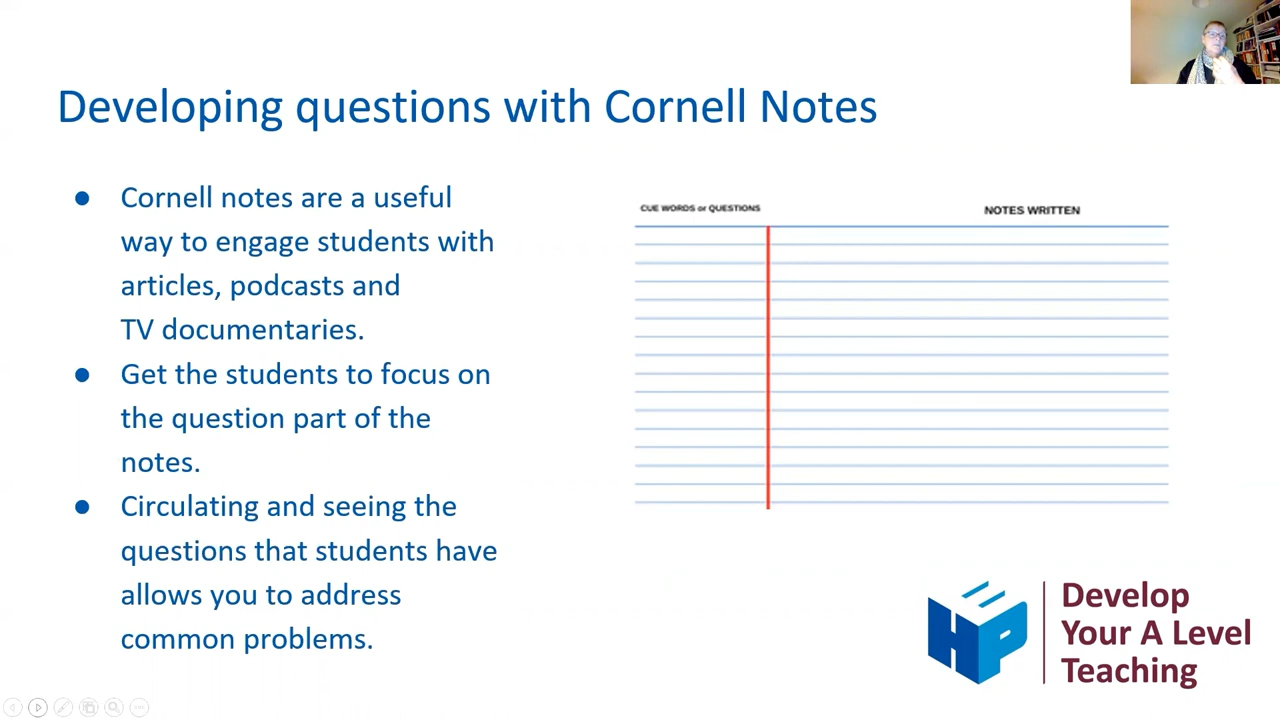 Developing questions with Cornell Notes
● Cornell notes are a useful
way to engage students with
articles, podcasts and
TV documentaries.
● Get the students to focus on
the question part of the
notes.
● Circulating and seeing the
questions that students have
allows you to address
common problems.
CUE WORDS or QUESTIONS
NOTES WRITTEN
HP
Develop
Your A Level
Teaching